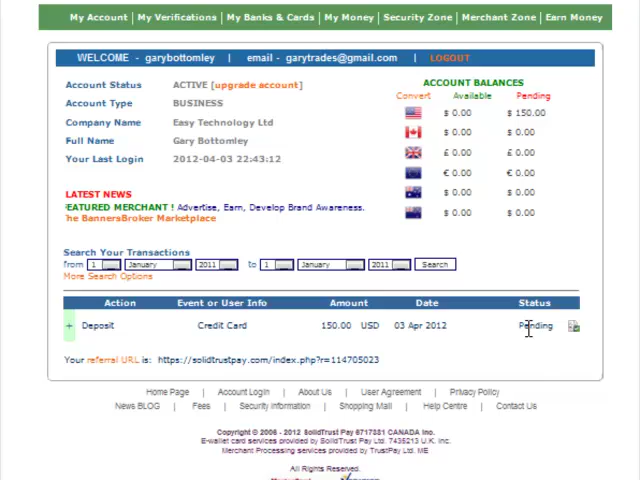 My Account | My Verifications | My Banks & Cards | My Money | Security Zone | Merchant Zone | Earn Money
WELCOME - garybottomley | email - garytrades@gmail.com | LOGOUT
Account Status ACTIVE [upgrade account]
Account Type BUSINESS
Company Name Easy Technology Ltd
Full Name Gary Bottomley
Your Last Login 2012-04-03 22:43:12
ACCOUNT BALANCES
Convert Available Pending
$ 0.00 $ 150.00
$ 0.00 $ 0.00
£ 0.00 £ 0.00
€ 0.00 € 0.00
$ 0.00 $ 0.00
$ 0.00 $ 0.00
LATEST NEWS
EATURED MERCHANT ! Advertise, Earn, Develop Brand Awareness.
The BannersBroker Marketplace
Search Your Transactions
from 1 January 2011 to 1 January 2011 Search
More Search Options
Action Event or User Info Amount Date Status
+ Deposit Credit Card 150.00 USD 03 Apr 2012 Pending
Your referral URL is: https://solidtrustpay.com/index.php?r=114705023
Home Page | Account Login | About Us | User Agreement | Privacy Policy
News BLOG | Fees | Security Information | Shopping Mall | Help Centre | Contact Us
Copyright © 2006 - 2012 SolidTrust Pay 6717551 CANADA Inc.
E-wallet card services provided by SolidTrust Pay Ltd. 7435213 U.K. Inc.
Merchant Processing services provided by TrustPay Ltd. ME
All Rights Reserved.